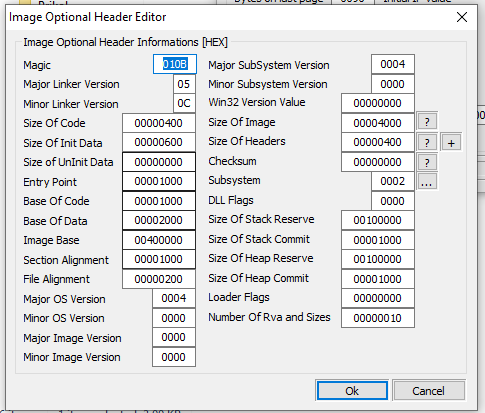 Image Optional Header Editor
Image Optional Header Informations [HEX]
Magic 010B
Major Linker Version 05
Minor Linker Version 0C
Size Of Code 00000400
Size Of Init Data 00000600
Size of UnInit Data 00000000
Entry Point 00001000
Base Of Code 00001000
Base Of Data 00002000
Image Base 00400000
Section Alignment 00001000
File Alignment 00000200
Major OS Version 0004
Minor OS Version 0000
Major Image Version 0000
Minor Image Version 0000
Major SubSystem Version 0004
Minor Subsystem Version 0000
Win32 Version Value 00000000
Size Of Image 00004000 ?
Size Of Headers 00000400 ? +
Checksum 00000000 ?
Subsystem 0002 ...
DLL Flags 0000
Size Of Stack Reserve 00100000
Size Of Stack Commit 00001000
Size Of Heap Reserve 00100000
Size Of Heap Commit 00001000
Loader Flags 00000000
Number Of Rva and Sizes 00000010
Ok Cancel